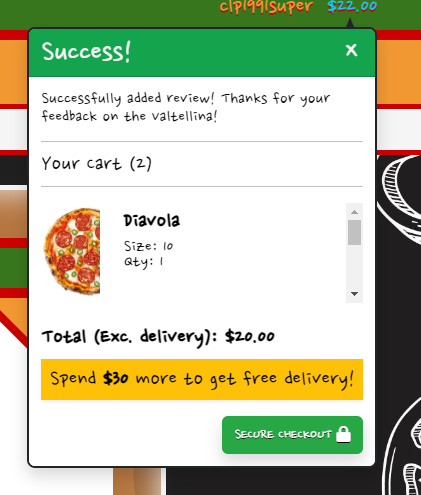 clp1991super $22.00
Success! X
Successfully added review! Thanks for your
feedback on the Valtellina!
Your cart (2)
Diavola
Size: 10
Qty: 1
Total (Exc. delivery): $20.00
Spend $30 more to get free delivery!
SECURE CHECKOUT